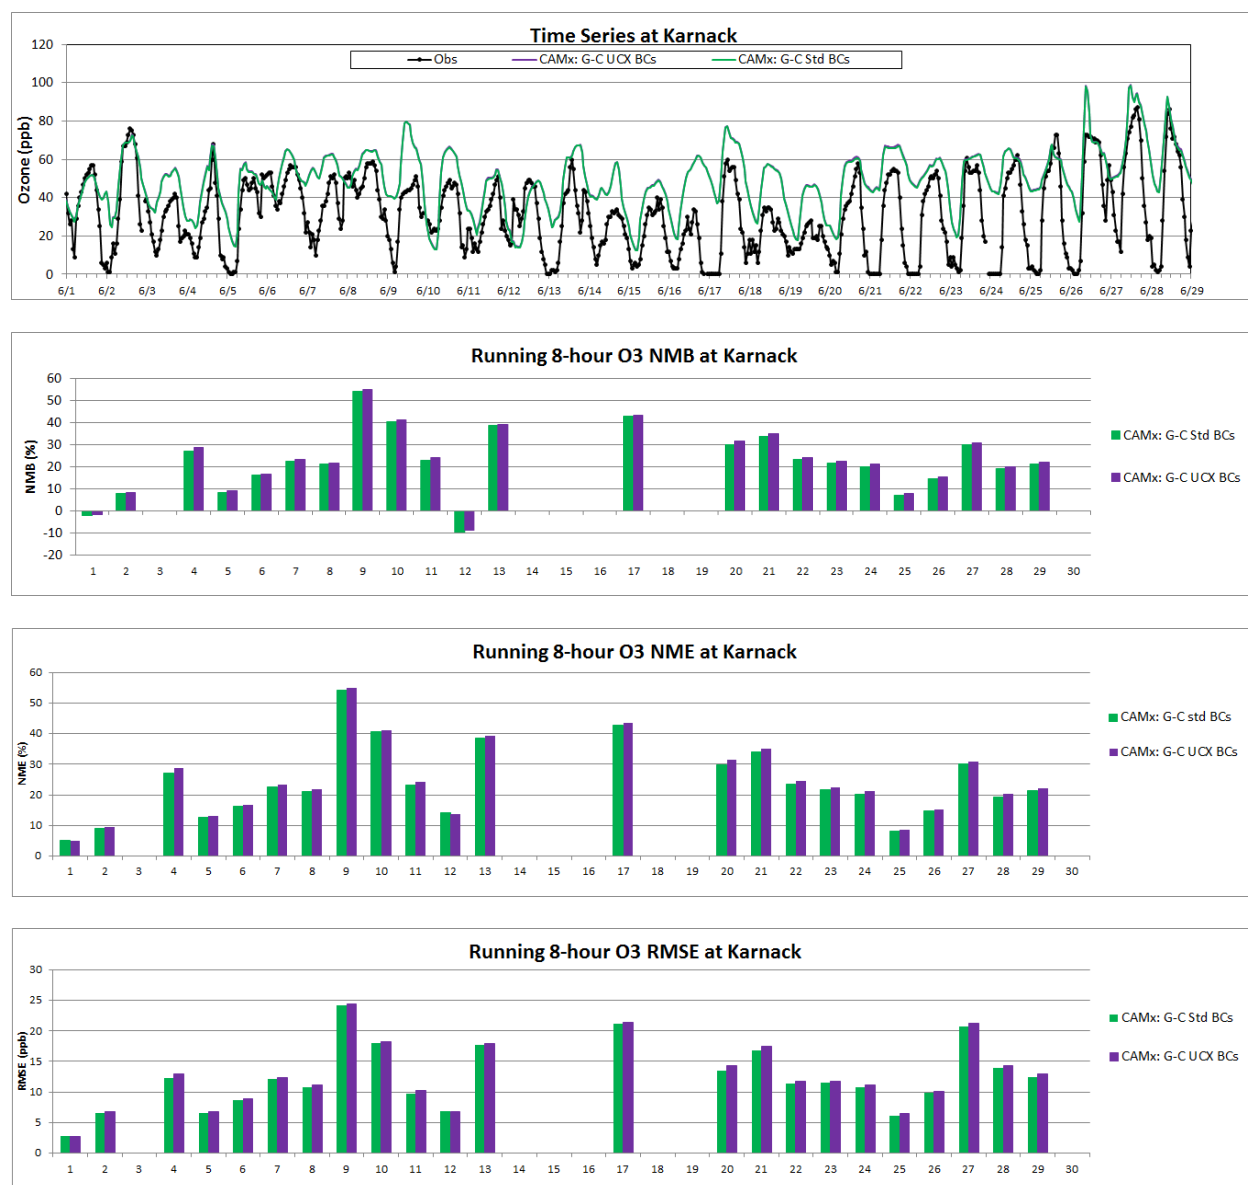 Time Series at Karnack
Obs CAMx: G-C UCX BCs CAMx: G-C Std BCs
Ozone (ppb)
120
100
80
60
40
20
0
6/1 6/2 6/3 6/4 6/5 6/6 6/7 6/8 6/9 6/10 6/11 6/12 6/13 6/14 6/15 6/16 6/17 6/18 6/19 6/20 6/21 6/22 6/23 6/24 6/25 6/26 6/27 6/28 6/29
Running 8-hour O3 NMB at Karnack
NMB (%)
60
50
40
30
20
10
0
-10
-20
1 2 3 4 5 6 7 8 9 10 11 12 13 14 15 16 17 18 19 20 21 22 23 24 25 26 27 28 29 30
CAMx: G-C Std BCs
CAMx: G-C UCX BCs
Running 8-hour O3 NME at Karnack
NME (%)
60
50
40
30
20
10
0
1 2 3 4 5 6 7 8 9 10 11 12 13 14 15 16 17 18 19 20 21 22 23 24 25 26 27 28 29 30
CAMx: G-C std BCs
CAMx: G-C UCX BCs
Running 8-hour O3 RMSE at Karnack
RMSE (ppb)
30
25
20
15
10
5
0
1 2 3 4 5 6 7 8 9 10 11 12 13 14 15 16 17 18 19 20 21 22 23 24 25 26 27 28 29 30
CAMx: G-C Std BCs
CAMx: G-C UCX BCs